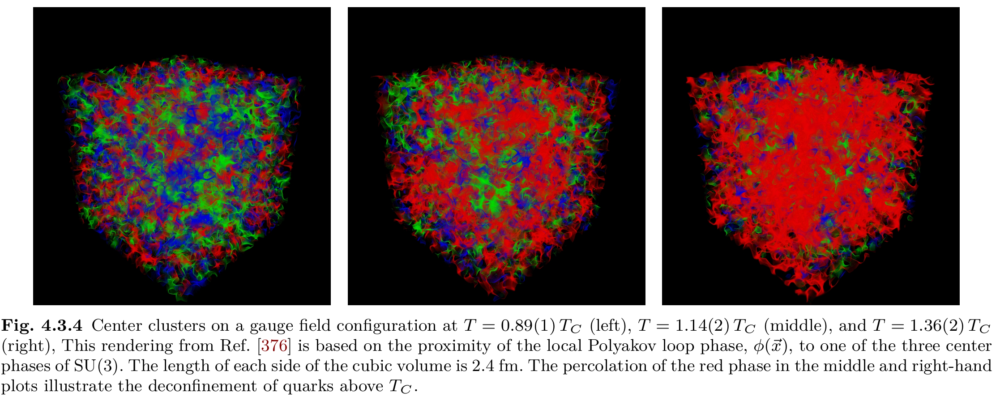 Fig. 4.3.4 Center clusters on a gauge field configuration at T = 0.89(1) T_C (left), T = 1.14(2) T_C (middle), and T = 1.36(2) T_C
(right), This rendering from Ref. [376] is based on the proximity of the local Polyakov loop phase, ϕ(x⃗), to one of the three center
phases of SU(3). The length of each side of the cubic volume is 2.4 fm. The percolation of the red phase in the middle and right-hand
plots illustrate the deconfinement of quarks above T_C.